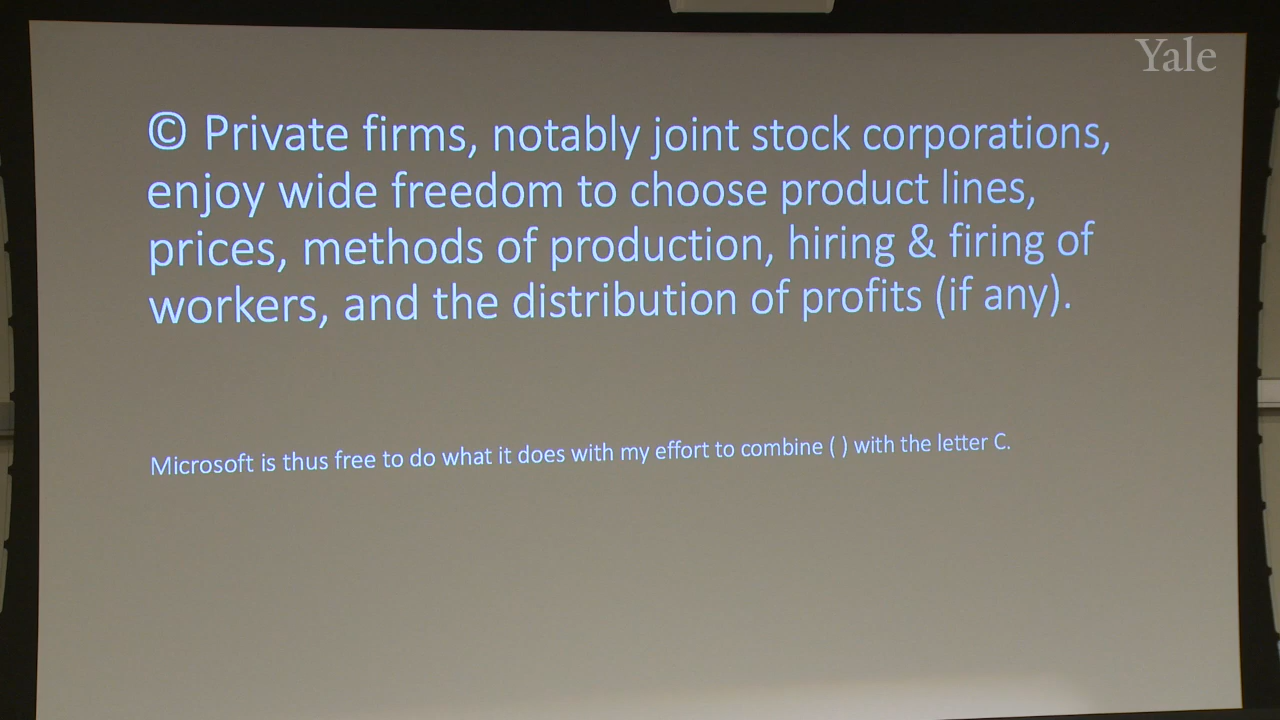 Yale
© Private firms, notably joint stock corporations,
enjoy wide freedom to choose product lines,
prices, methods of production, hiring & firing of
workers, and the distribution of profits (if any).
Microsoft is thus free to do what it does with my effort to combine ( ) with the letter C.